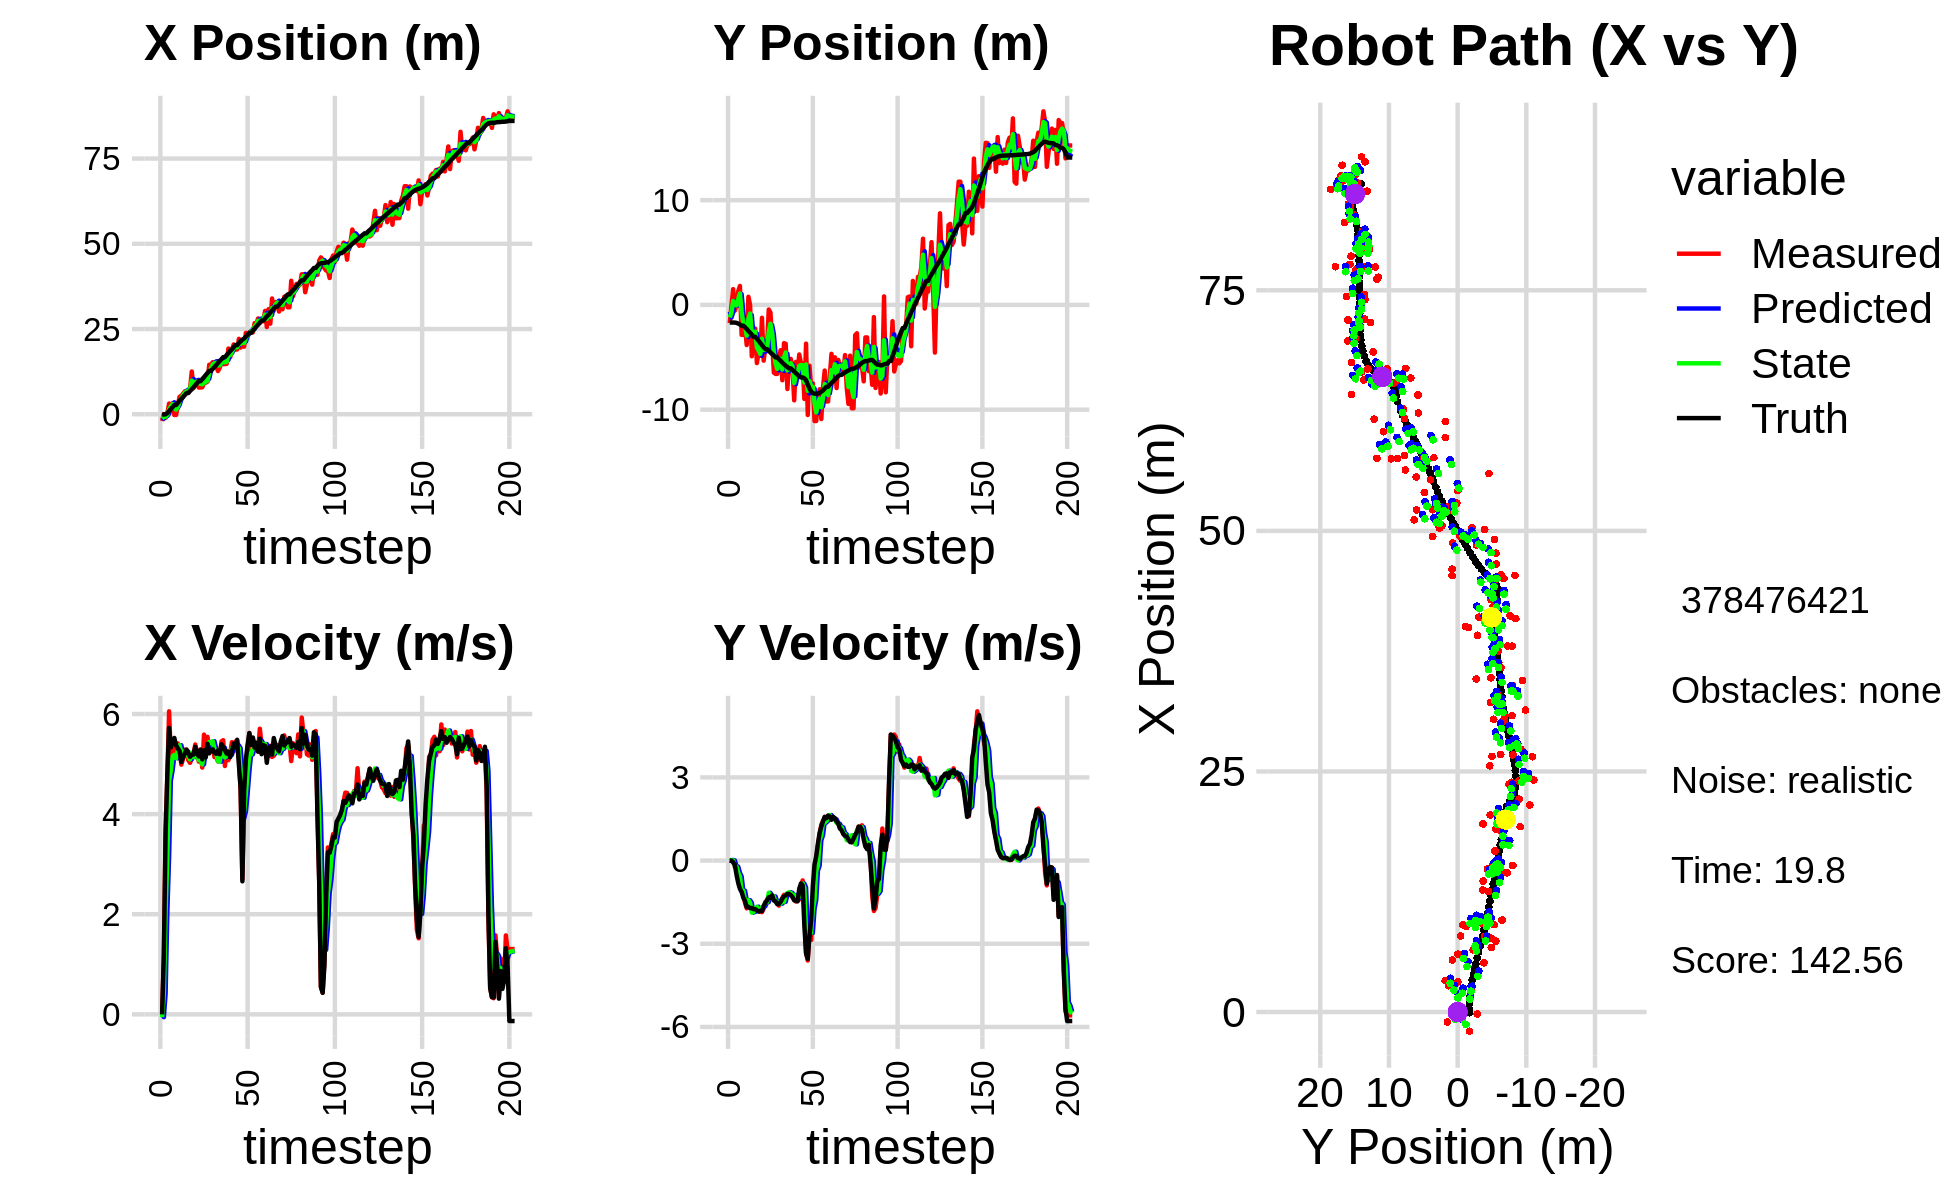 X Position (m)
75
50
25
0
0 50 100 150 200
timestep
Y Position (m)
10
0
-10
0 50 100 150 200
timestep
X Velocity (m/s)
6
4
2
0
0 50 100 150 200
timestep
Y Velocity (m/s)
3
0
-3
-6
0 50 100 150 200
timestep
Robot Path (X vs Y)
X Position (m)
75
50
25
0
20 10 0 -10 -20
Y Position (m)
variable
Measured
Predicted
State
Truth
378476421
Obstacles: none
Noise: realistic
Time: 19.8
Score: 142.56